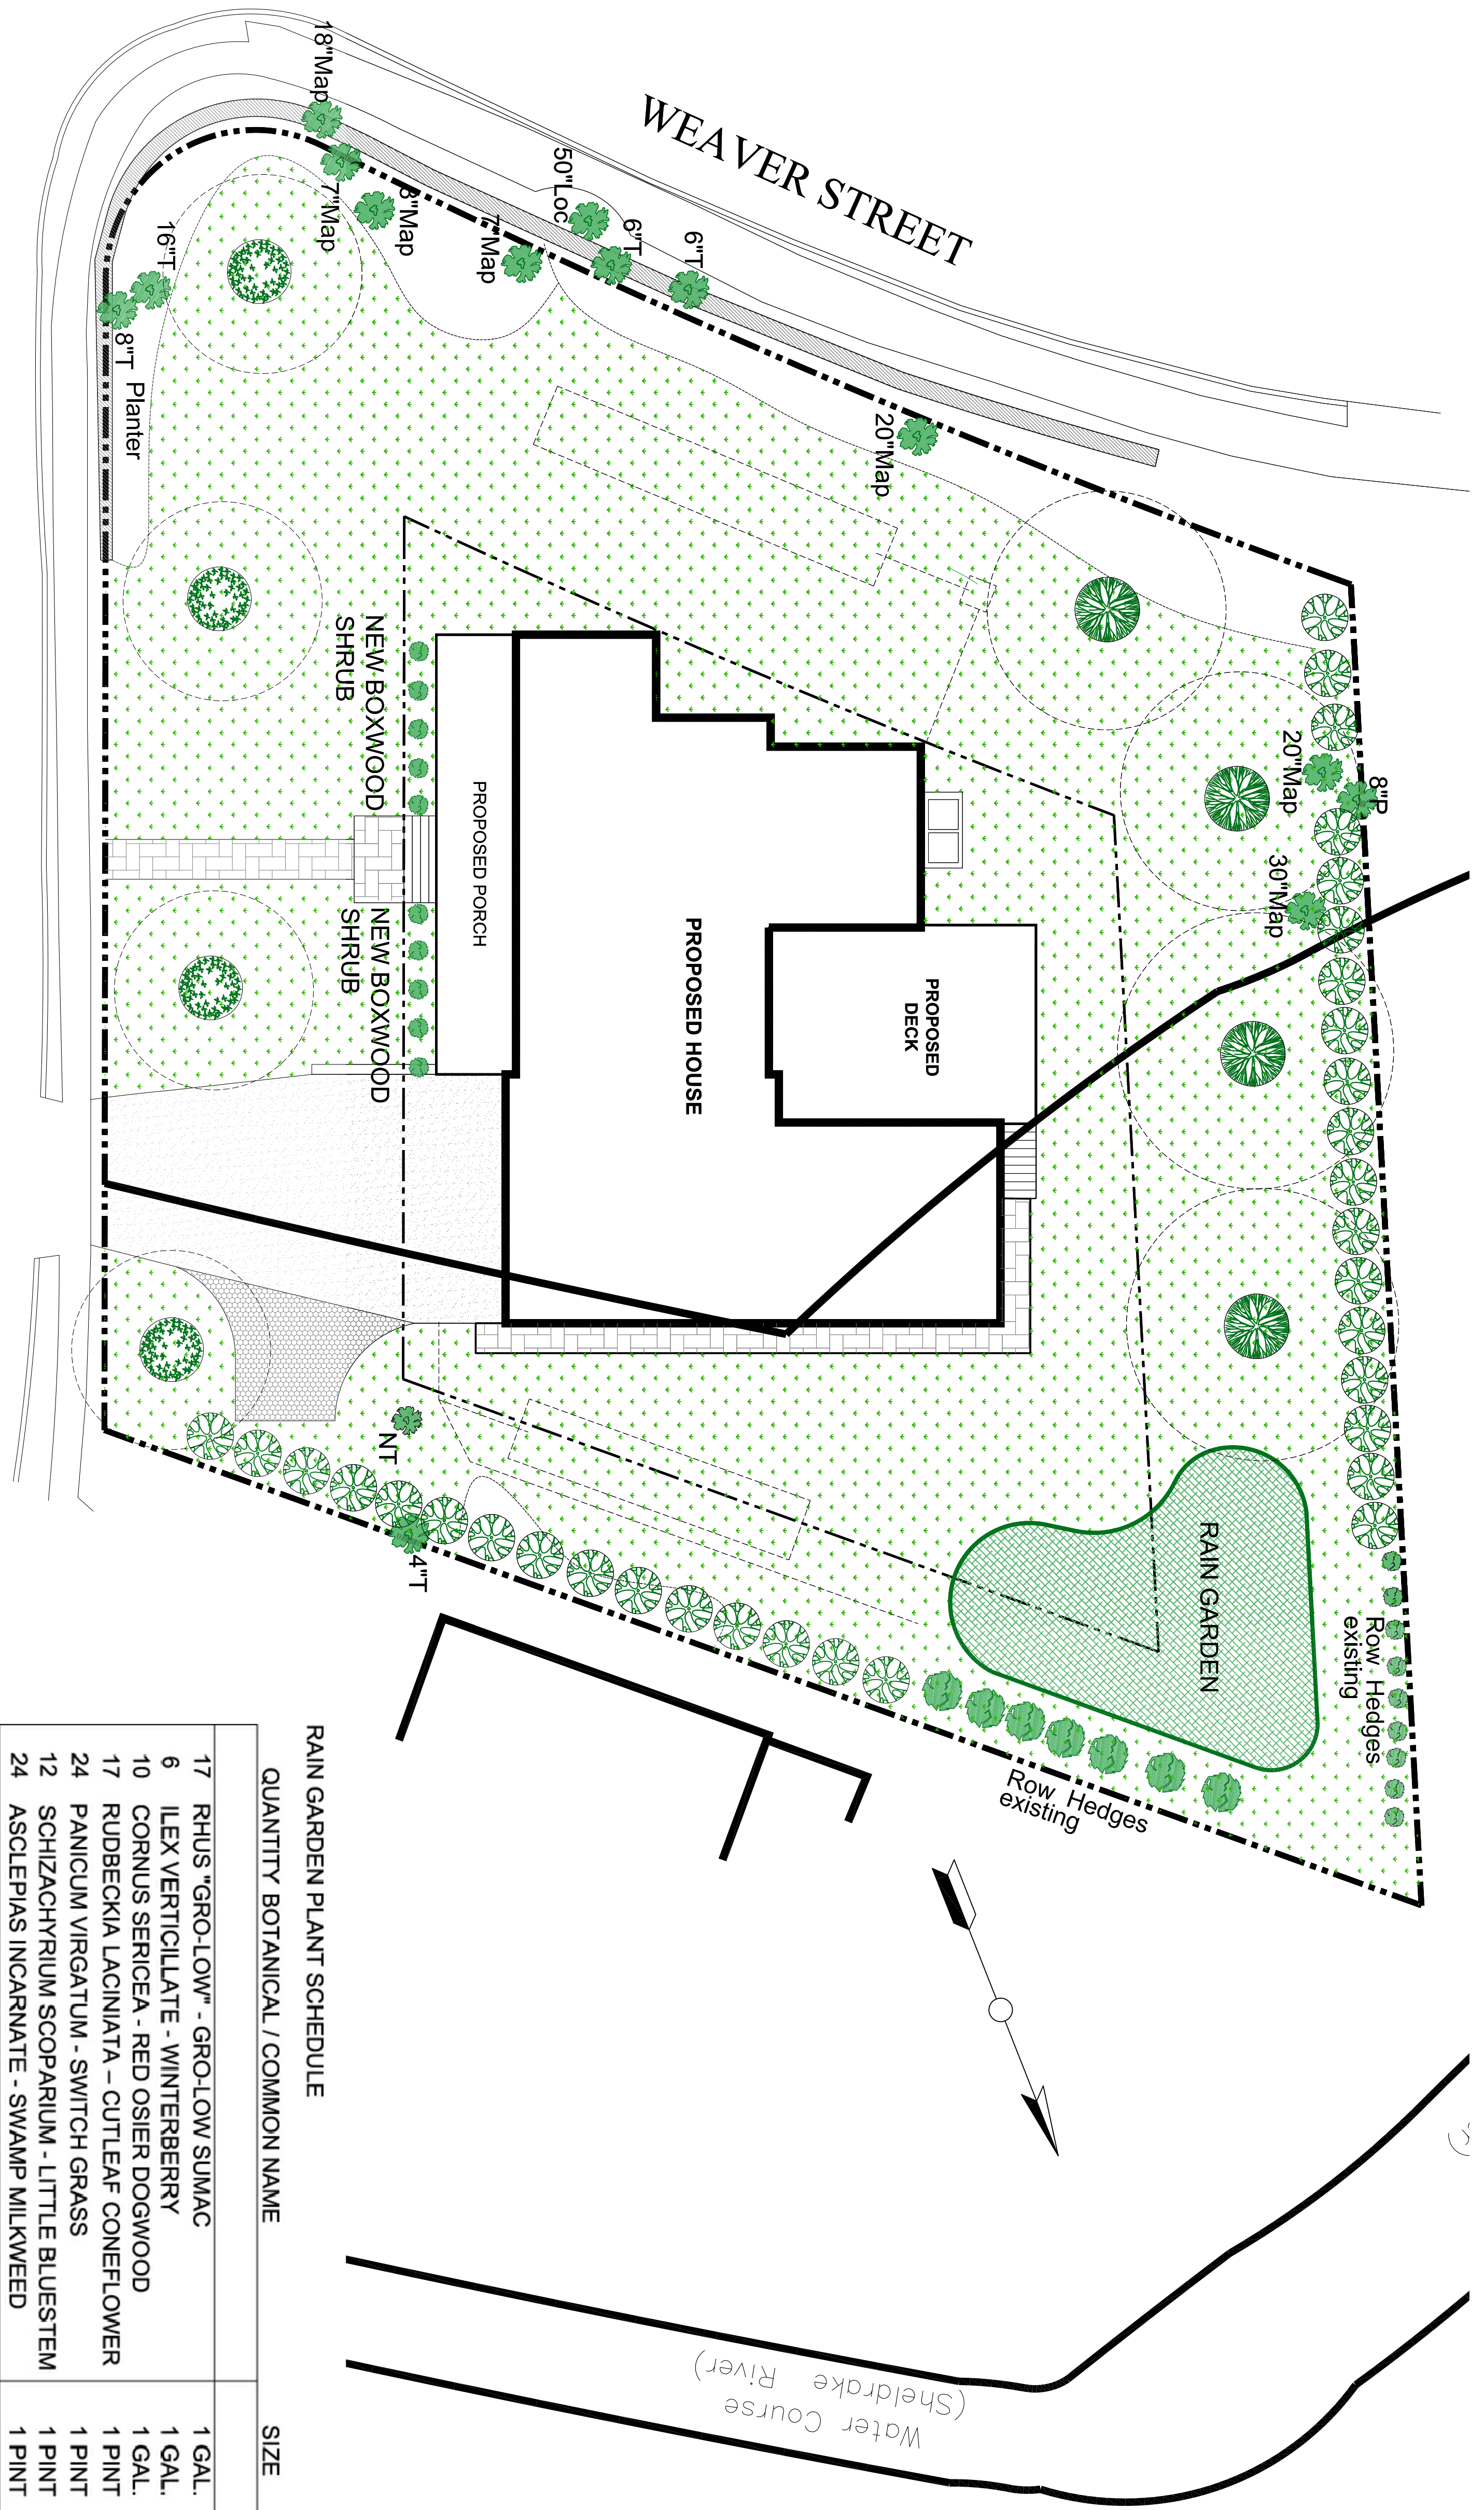 WEAVER STREET
18"Map
7"Map
8"Map
7"Map
50"Loc
6"T
6"T
20"Map
16"T
8"T
Planter
20"Map
8"P
30"Map
NEW BOXWOOD
SHRUB
NEW BOXWOOD
SHRUB
PROPOSED PORCH
PROPOSED HOUSE
PROPOSED
DECK
NT
4"T
RAIN GARDEN
Row Hedges
existing
Row Hedges
existing
Water Course
(Sheldrake River)
RAIN GARDEN PLANT SCHEDULE
QUANTITY BOTANICAL / COMMON NAME SIZE
17 RHUS "GRO-LOW" - GRO-LOW SUMAC 1 GAL.
6 ILEX VERTICILLATE - WINTERBERRY 1 GAL.
10 CORNUS SERICEA - RED OSIER DOGWOOD 1 GAL.
17 RUDBECKIA LACINIATA – CUTLEAF CONEFLOWER 1 PINT
24 PANICUM VIRGATUM - SWITCH GRASS 1 PINT
12 SCHIZACHYRIUM SCOPARIUM - LITTLE BLUESTEM 1 PINT
24 ASCLEPIAS INCARNATE - SWAMP MILKWEED 1 PINT